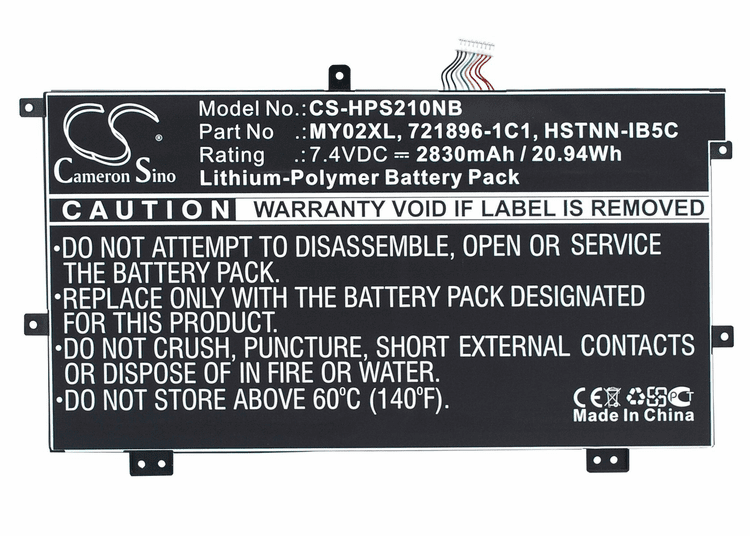 CS
Cameron Sino
Model No.: CS-HPS210NB
Part No : MY02XL, 721896-1C1, HSTNN-IB5C
Rating : 7.4VDC ⎓ 2830mAh / 20.94Wh
Lithium-Polymer Battery Pack
CAUTION WARRANTY VOID IF LABEL IS REMOVED
•DO NOT ATTEMPT TO DISASSEMBLE, OPEN OR SERVICE
THE BATTERY PACK.
•REPLACE ONLY WITH THE BATTERY PACK DESIGNATED
FOR THIS PRODUCT.
•DO NOT CRUSH, PUNCTURE, SHORT EXTERNAL CONTACTS
OR DISPOSE OF IN FIRE OR WATER.
•DO NOT STORE ABOVE 60°C (140°F).
CE
Made In China